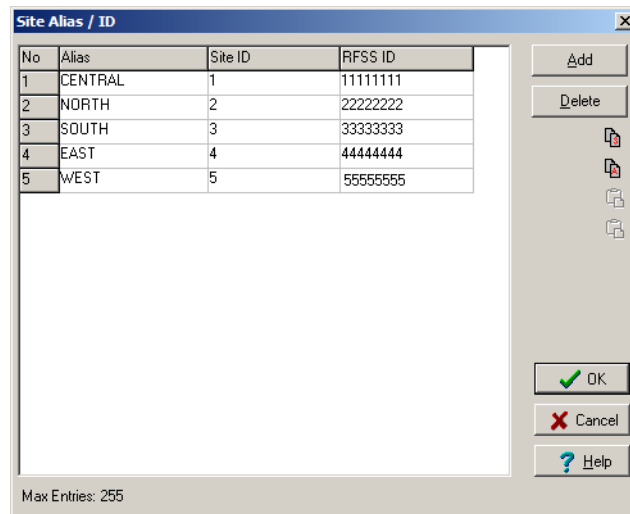 Site Alias / ID
No Alias Site ID RFSS ID
1 CENTRAL 1 11111111
2 NORTH 2 22222222
3 SOUTH 3 33333333
4 EAST 4 44444444
5 WEST 5 55555555
Add
Delete
OK
Cancel
Help
Max Entries: 255